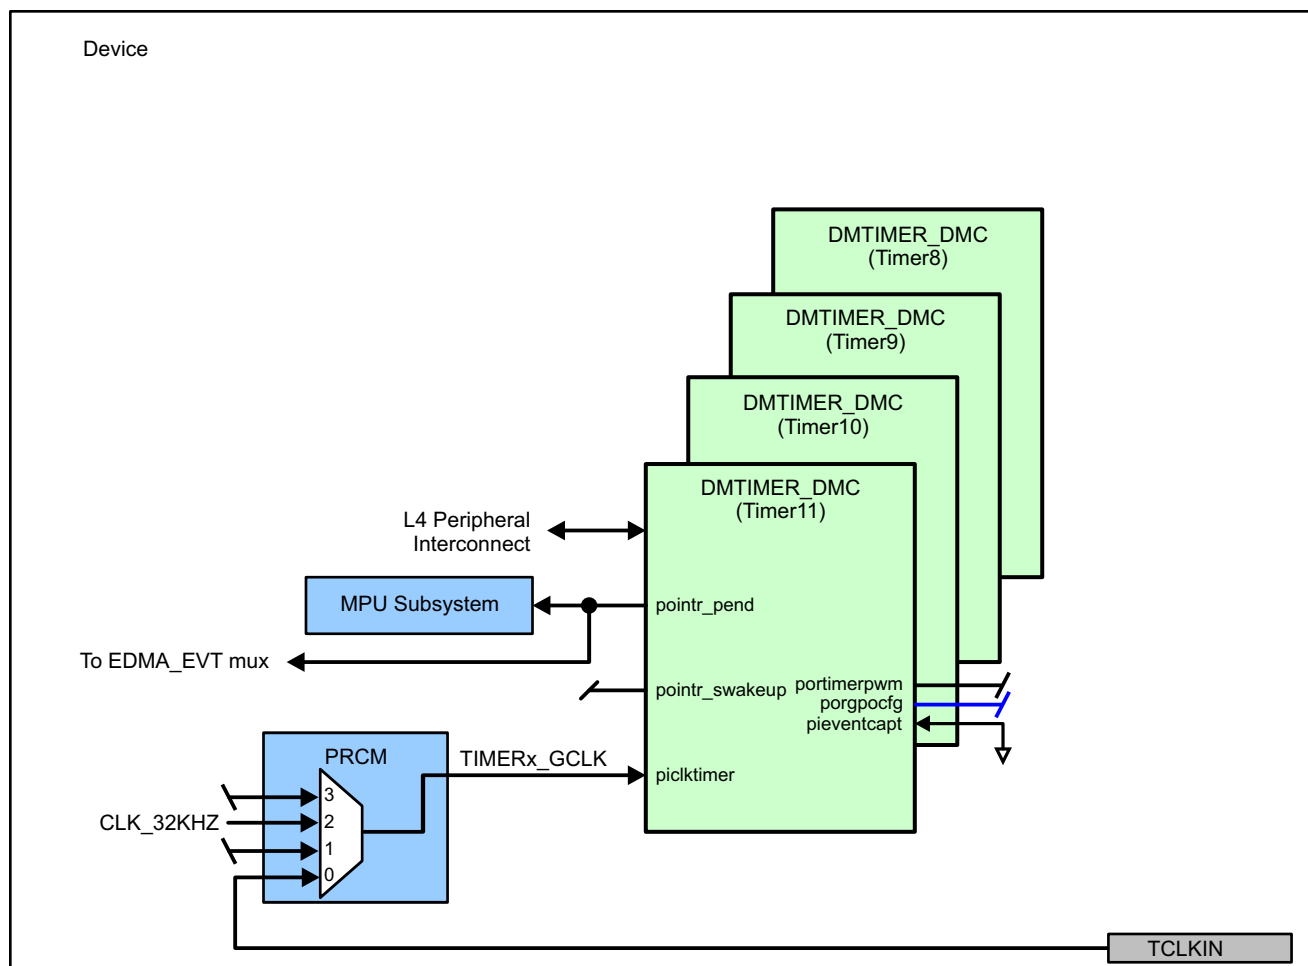 Device
DMTIMER_DMC
(Timer8)
DMTIMER_DMC
(Timer9)
DMTIMER_DMC
(Timer10)
DMTIMER_DMC
(Timer11)
L4 Peripheral
Interconnect
MPU Subsystem
pointr_pend
To EDMA_EVT mux
pointr_swakeup
portimerpwm
porgpocfg
pieventcapt
PRCM
TIMERx_GCLK
piclktimer
3
CLK_32KHZ
2
1
0
TCLKIN